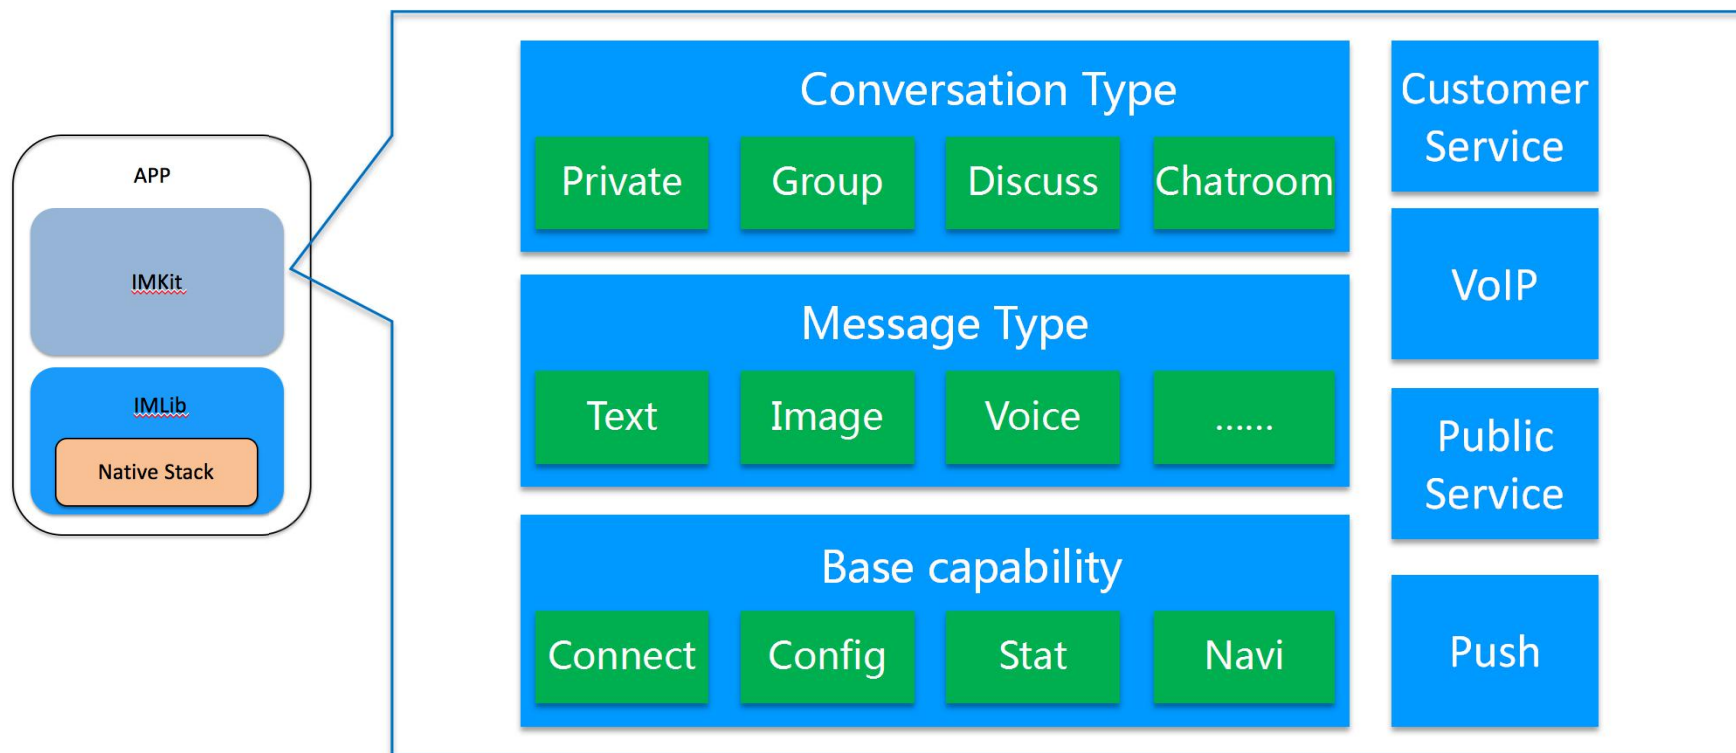 APP
IMKit
IMLib
Native Stack
Conversation Type
Private
Group
Discuss
Chatroom
Message Type
Text
Image
Voice
......
Base capability
Connect
Config
Stat
Navi
Customer
Service
VoIP
Public
Service
Push